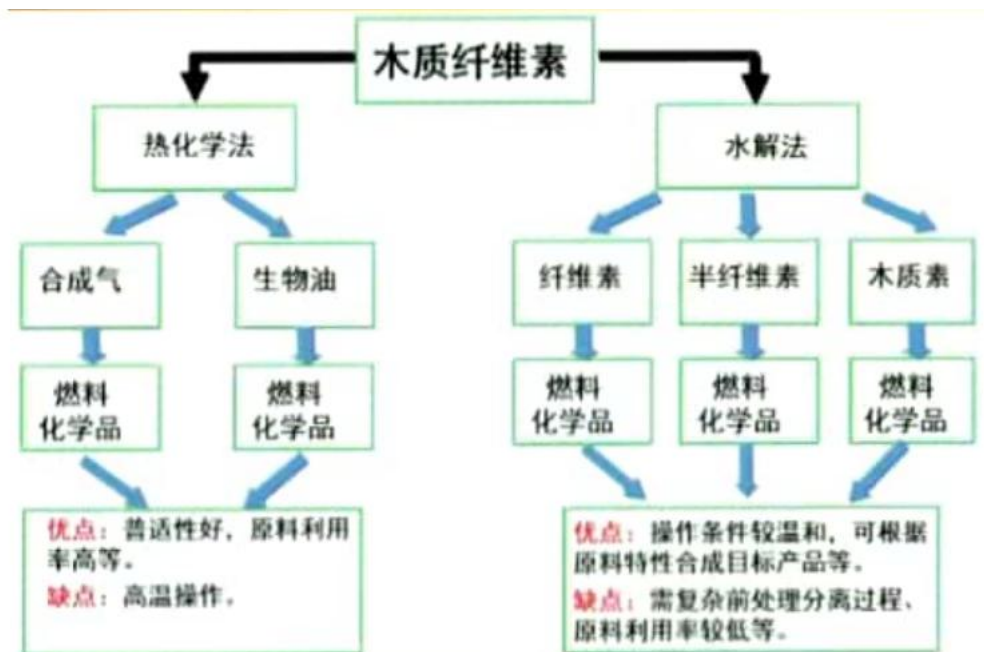 木质纤维素
热化学法
水解法
合成气
生物油
纤维素
半纤维素
木质素
燃料
化学品
燃料
化学品
燃料
化学品
燃料
化学品
燃料
化学品
优点：普适性好，原料利用
率高等。
缺点：高温操作。
优点：操作条件较温和，可根据
原料特性合成目标产品等。
缺点：需复杂前处理分离过程、
原料利用率较低等。